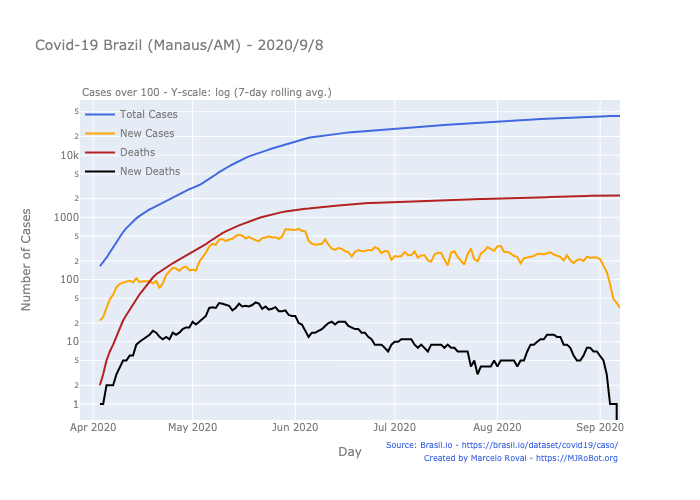 Covid-19 Brazil (Manaus/AM) - 2020/9/8
Cases over 100 - Y-scale: log (7-day rolling avg.)
Total Cases
New Cases
Deaths
New Deaths
5
2
10k
5
2
1000
5
2
100
5
2
10
5
2
1
Number of Cases
Apr 2020
May 2020
Jun 2020
Jul 2020
Aug 2020
Sep 2020
Day
Source: Brasil.io - https://brasil.io/dataset/covid19/caso/
Created by Marcelo Rovai - https://MJRoBot.org